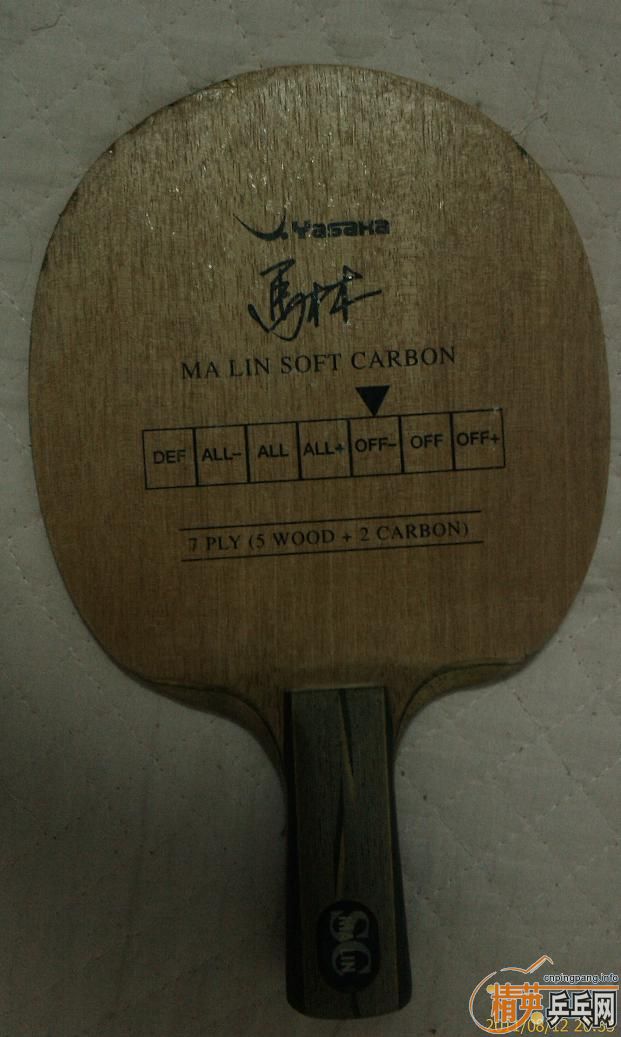 Yasaka
馬林
MA LIN SOFT CARBON
DEF ALL- ALL ALL+ OFF- OFF OFF+
7 PLY (5 WOOD + 2 CARBON)
SC
MA LIN
cnpingpang.info
精英乒乓网